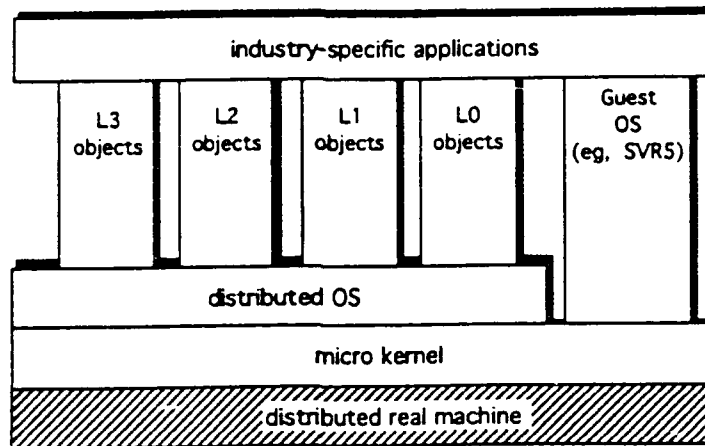 industry-specific applications
L3
objects
L2
objects
L1
objects
L0
objects
Guest
OS
(eg, SVR5)
distributed OS
micro kernel
distributed real machine